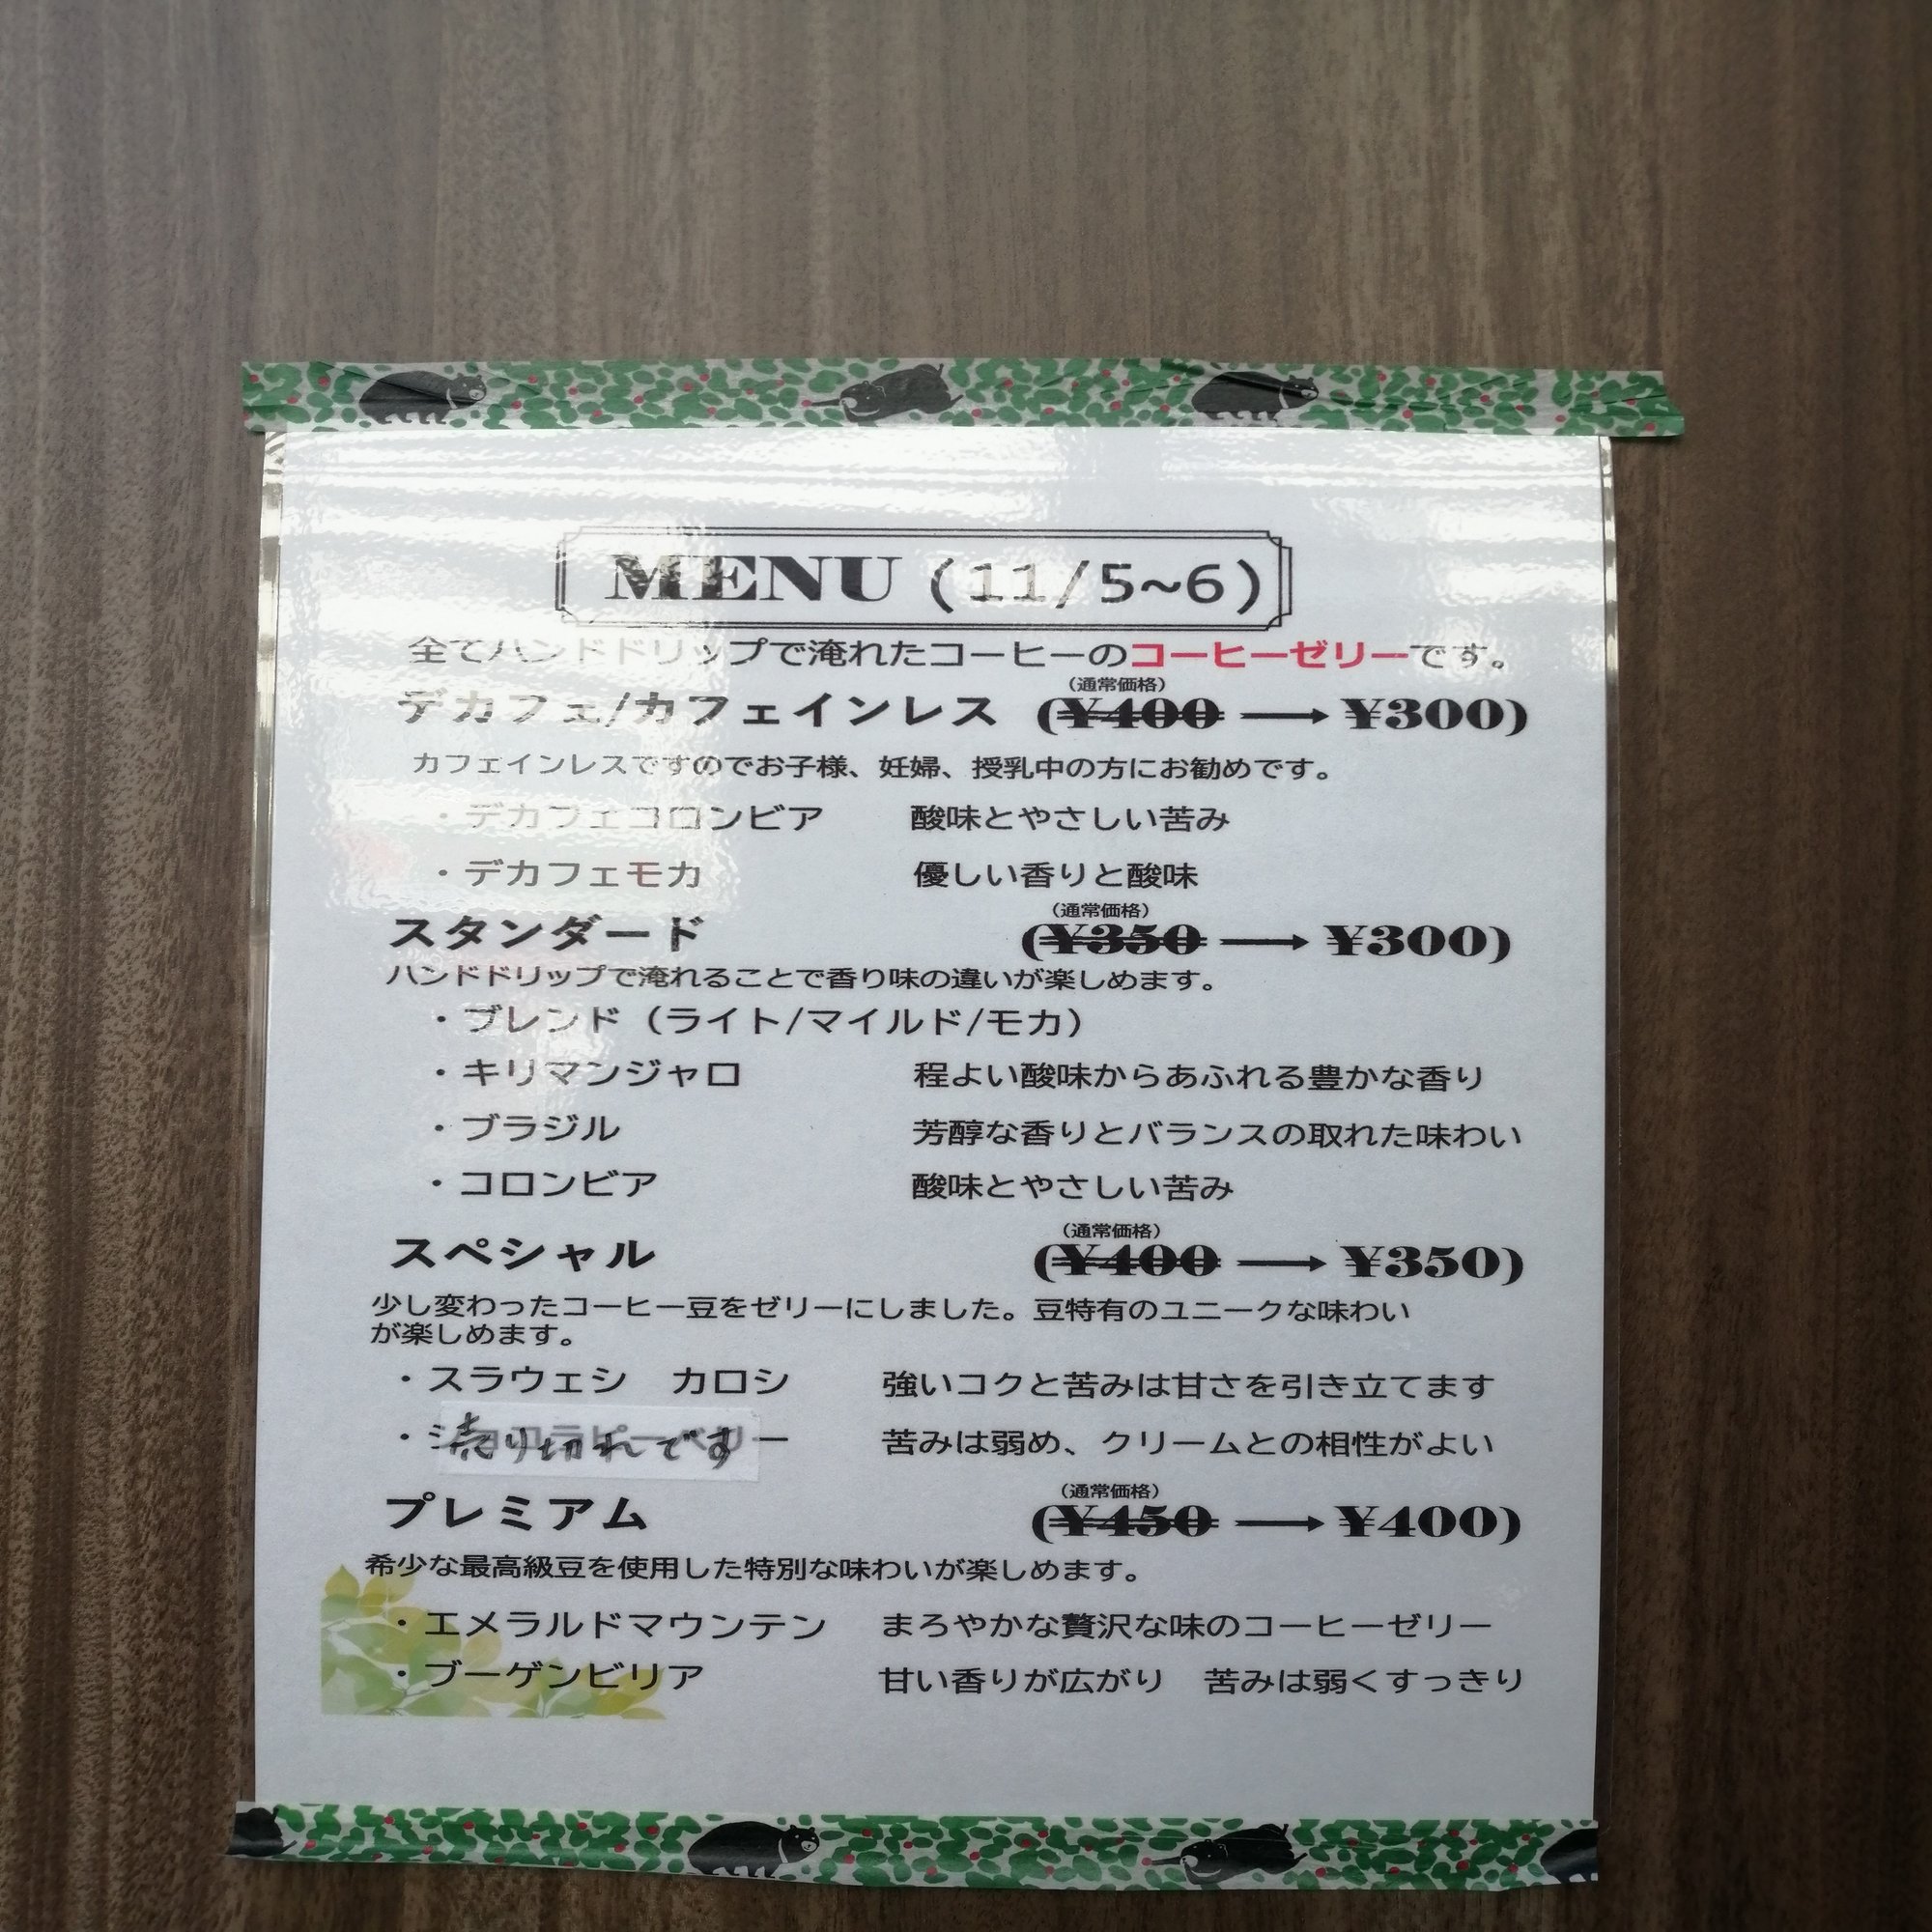 MENU (11/5~6)
全てハンドドリップで淹れたコーヒーのコーヒーゼリーです。
(通常価格)
デカフェ/カフェインレス (¥400 → ¥300)
カフェインレスですのでお子様、妊婦、授乳中の方にお勧めです。
・デカフェコロンビア 酸味とやさしい苦み
・デカフェモカ 優しい香りと酸味
(通常価格)
スタンダード (¥350 → ¥300)
ハンドドリップで淹れることで香り味の違いが楽しめます。
・ブレンド（ライト/マイルド/モカ）
・キリマンジャロ 程よい酸味からあふれる豊かな香り
・ブラジル 芳醇な香りとバランスの取れた味わい
・コロンビア 酸味とやさしい苦み
(通常価格)
スペシャル (¥400 → ¥350)
少し変わったコーヒー豆をゼリーにしました。豆特有のユニークな味わい
が楽しめます。
・スラウェシ カロシ 強いコクと苦みは甘さを引き立てます
・売り切れです 苦みは弱め、クリームとの相性がよい
(通常価格)
プレミアム (¥450 → ¥400)
希少な最高級豆を使用した特別な味わいが楽しめます。
・エメラルドマウンテン まろやかな贅沢な味のコーヒーゼリー
・ブーゲンビリア 甘い香りが広がり 苦みは弱くすっきり